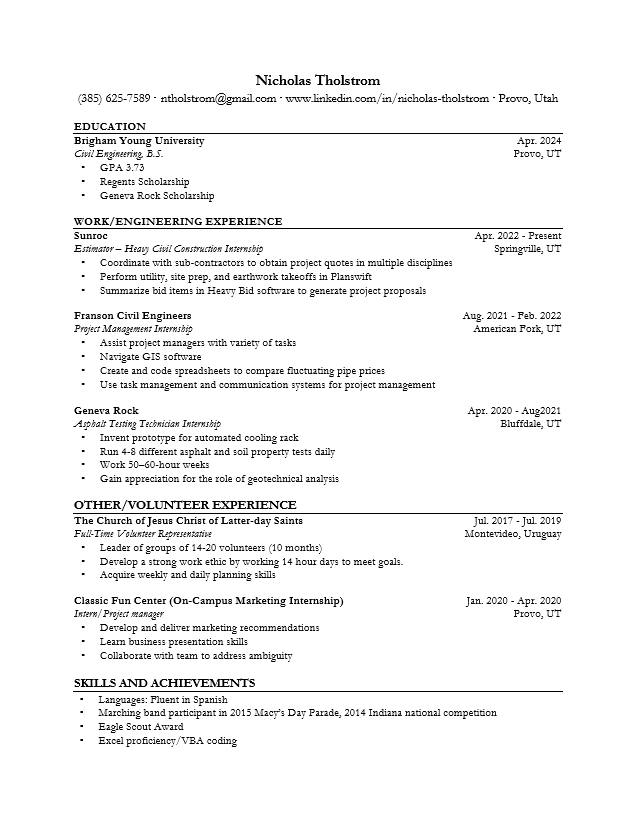 Nicholas Tholstrom
(385) 625-7589 · ntholstrom@gmail.com · www.linkedin.com/in/nicholas-tholstrom · Provo, Utah
EDUCATION
Brigham Young University Apr. 2024
Civil Engineering, B.S. Provo, UT
• GPA 3.73
• Regents Scholarship
• Geneva Rock Scholarship
WORK/ENGINEERING EXPERIENCE
Sunroc Apr. 2022 - Present
Estimator – Heavy Civil Construction Internship Springville, UT
• Coordinate with sub-contractors to obtain project quotes in multiple disciplines
• Perform utility, site prep, and earthwork takeoffs in Planswift
• Summarize bid items in Heavy Bid software to generate project proposals
Franson Civil Engineers Aug. 2021 - Feb. 2022
Project Management Internship American Fork, UT
• Assist project managers with variety of tasks
• Navigate GIS software
• Create and code spreadsheets to compare fluctuating pipe prices
• Use task management and communication systems for project management
Geneva Rock Apr. 2020 - Aug2021
Asphalt Testing Technician Internship Bluffdale, UT
• Invent prototype for automated cooling rack
• Run 4-8 different asphalt and soil property tests daily
• Work 50–60-hour weeks
• Gain appreciation for the role of geotechnical analysis
OTHER/VOLUNTEER EXPERIENCE
The Church of Jesus Christ of Latter-day Saints Jul. 2017 - Jul. 2019
Full-Time Volunteer Representative Montevideo, Uruguay
• Leader of groups of 14-20 volunteers (10 months)
• Develop a strong work ethic by working 14 hour days to meet goals.
• Acquire weekly and daily planning skills
Classic Fun Center (On-Campus Marketing Internship) Jan. 2020 - Apr. 2020
Intern/Project manager Provo, UT
• Develop and deliver marketing recommendations
• Learn business presentation skills
• Collaborate with team to address ambiguity
SKILLS AND ACHIEVEMENTS
• Languages: Fluent in Spanish
• Marching band participant in 2015 Macy's Day Parade, 2014 Indiana national competition
• Eagle Scout Award
• Excel proficiency/VBA coding